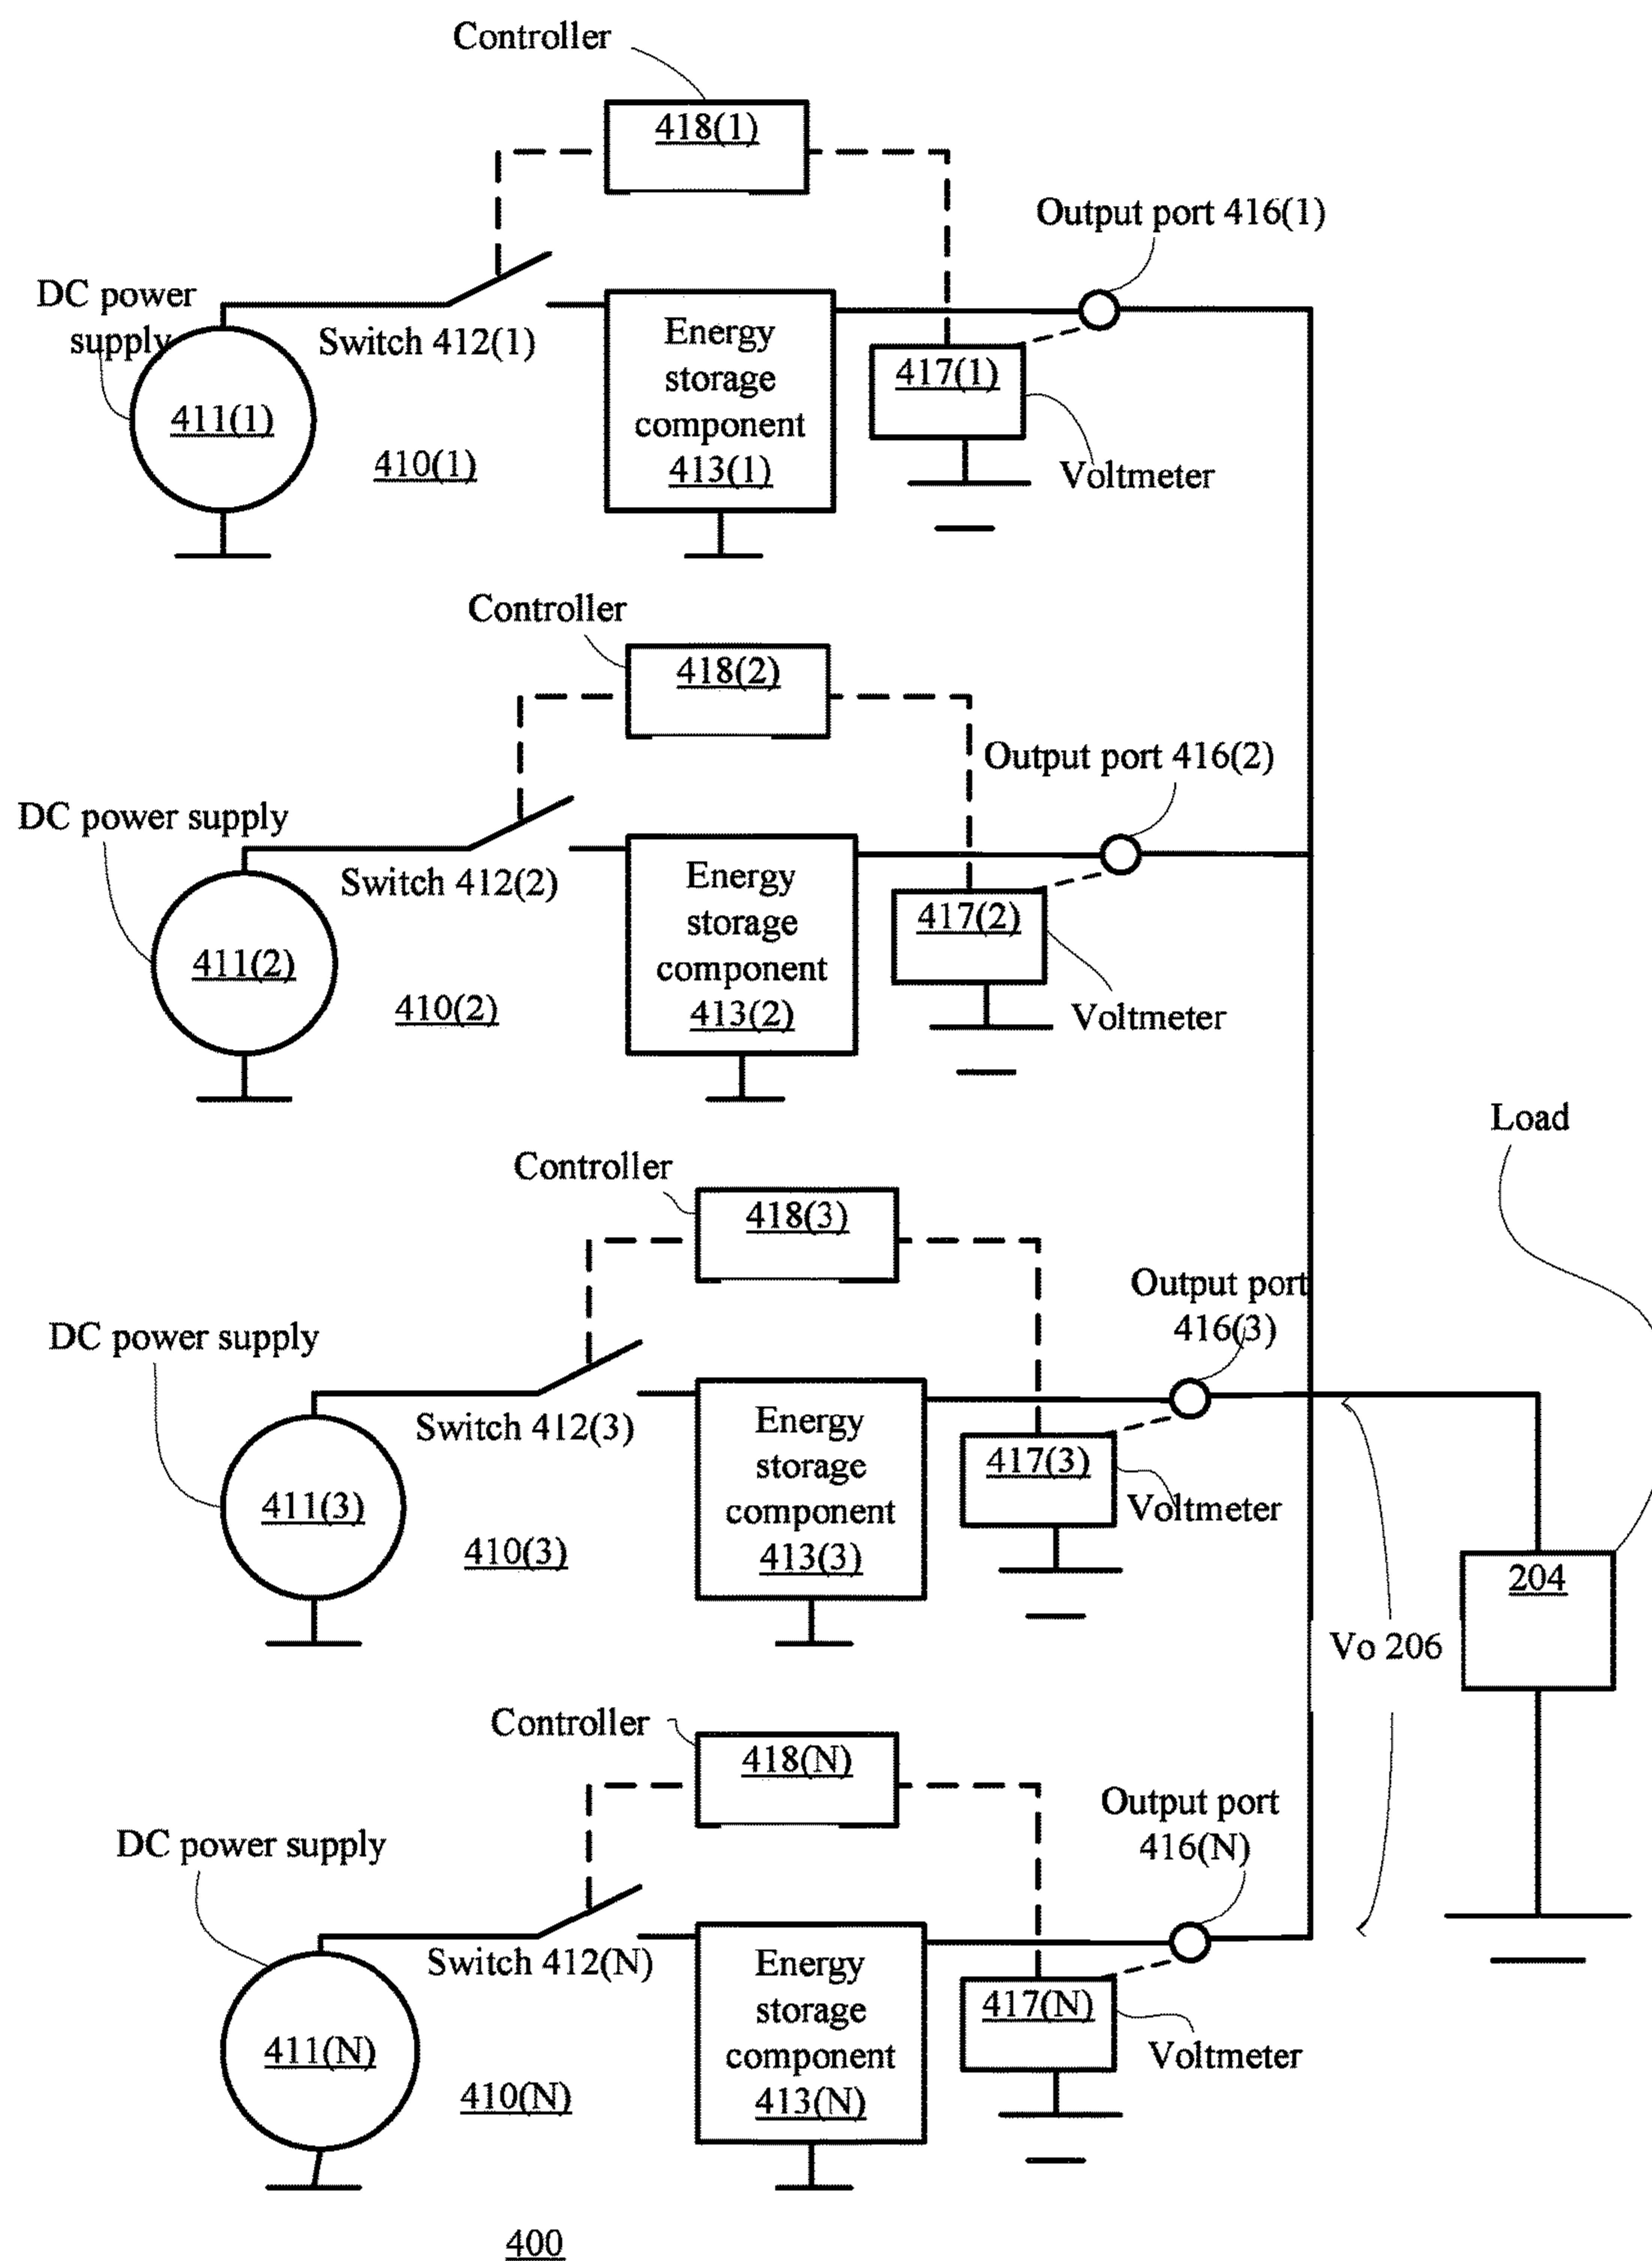 Controller
418(1)
Output port 416(1)
DC power
supply
Switch 412(1)
Energy
storage
component
413(1)
417(1)
411(1)
410(1)
Voltmeter
Controller
418(2)
Output port 416(2)
DC power supply
Switch 412(2)
Energy
storage
component
413(2)
417(2)
411(2)
410(2)
Voltmeter
Load
Controller
418(3)
Output port
416(3)
DC power supply
Switch 412(3)
Energy
storage
component
413(3)
417(3)
Voltmeter
411(3)
410(3)
204
Vo 206
Controller
418(N)
Output port
416(N)
DC power supply
Switch 412(N)
Energy
storage
component
413(N)
417(N)
Voltmeter
411(N)
410(N)
400